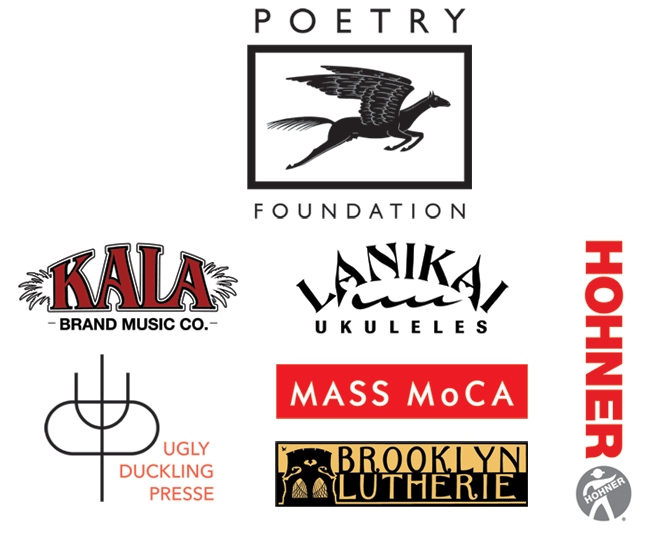 POETRY
FOUNDATION
KALA
BRAND MUSIC CO.
LANIKAI
UKULELES
HOHNER
HOHNER
MASS MoCA
UGLY
DUCKLING
PRESSE
BROOKLYN
LUTHERIE